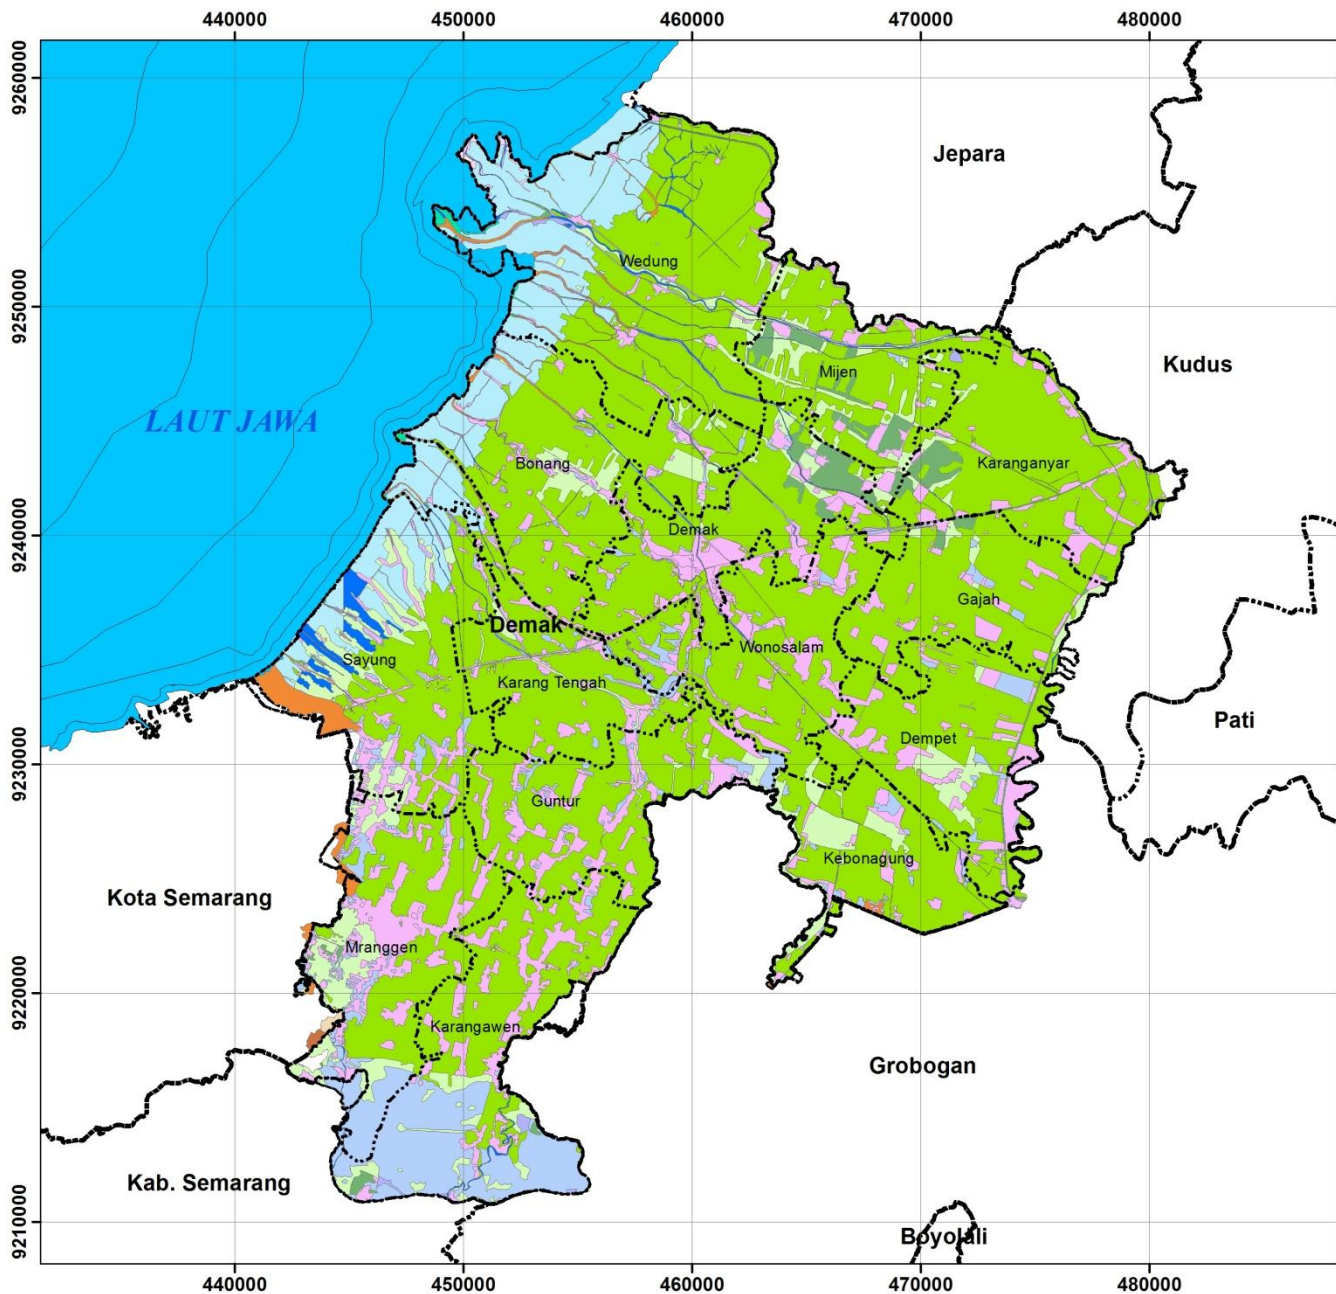 440000 450000 460000 470000 480000
9260000
9250000
9240000
9230000
9220000
9210000
Jepara
Wedung
Kudus
Mijen
LAUT JAWA
Bonang
Karanganyar
Demak
Gajah
Demak
Wonosalam
Sayung
Karang Tengah
Pati
Dempet
Guntur
Kebonagung
Kota Semarang
Mranggen
Karangawen
Grobogan
Kab. Semarang
Boyolali
440000 450000 460000 470000 480000